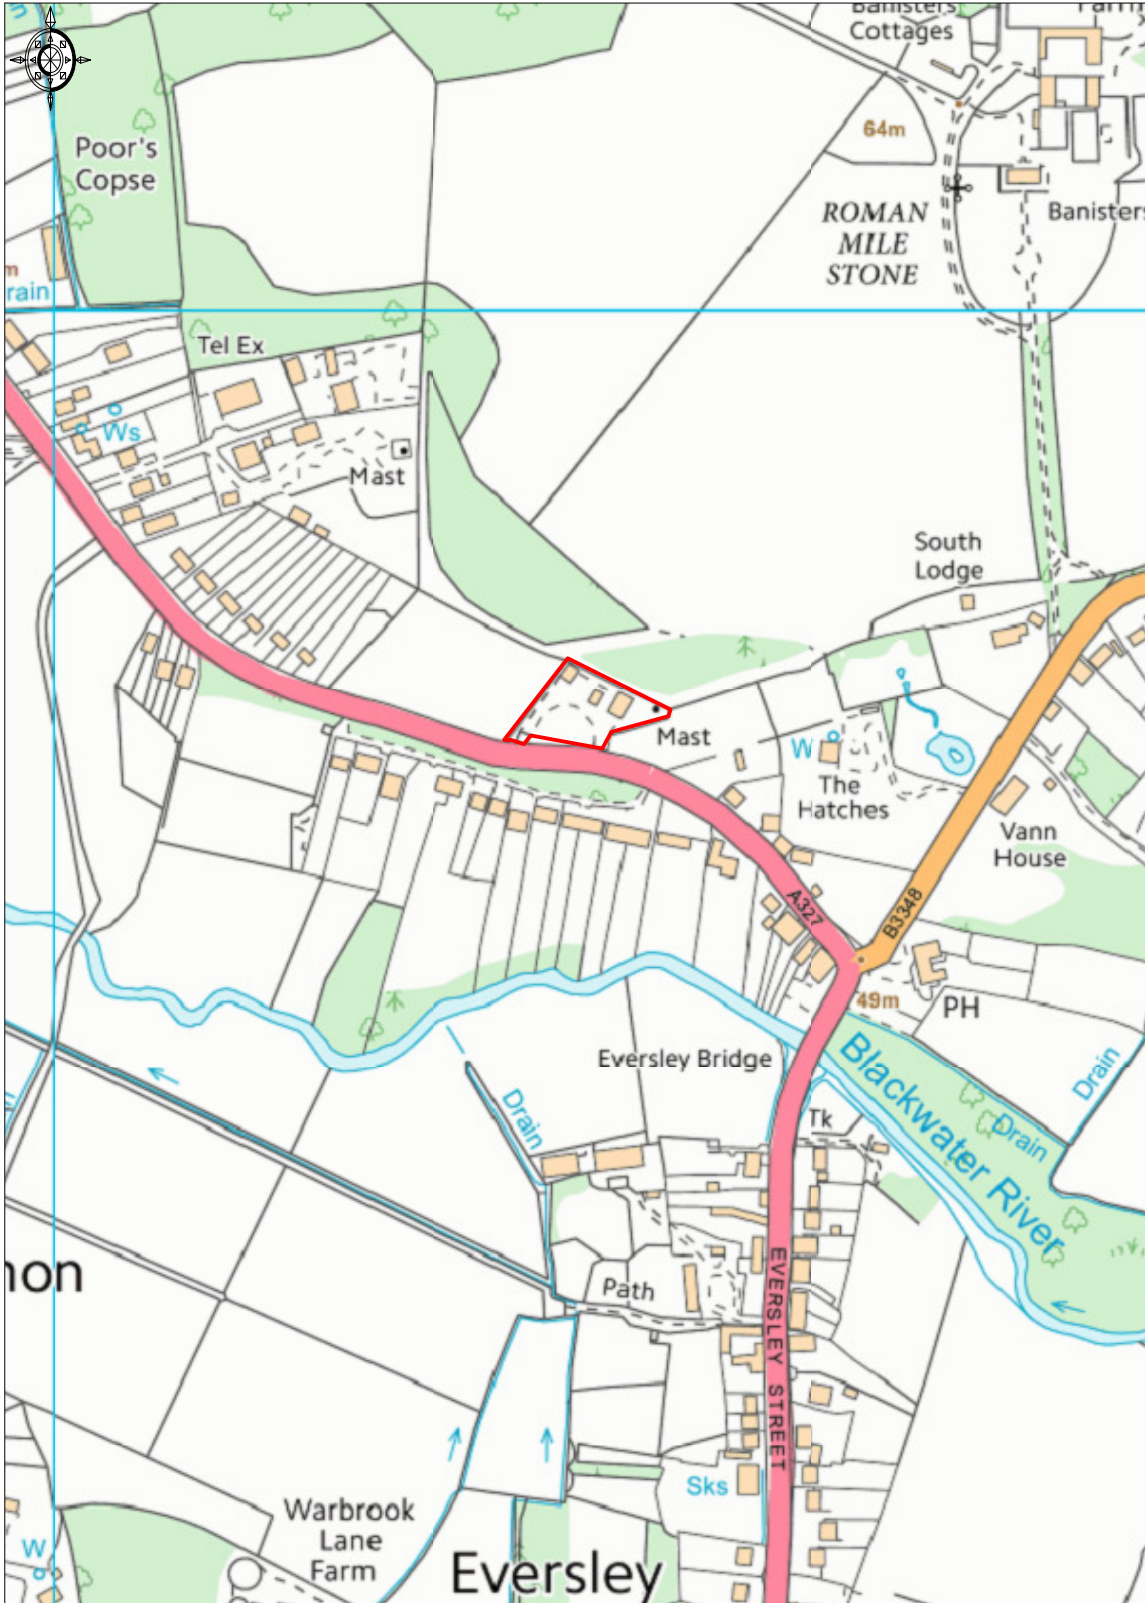 Banisters
Cottages
Poor's
Copse
64m
ROMAN
MILE
STONE
Banisters
m
rain
Tel Ex
Ws
Mast
South
Lodge
Mast
W
The
Hatches
Vann
House
A327
B3348
49m
PH
Eversley Bridge
Blackwater River
Drain
Drain
Drain
Tk
EVERSLEY STREET
Path
non
Sks
Warbrook
Lane
Farm
W
Eversley